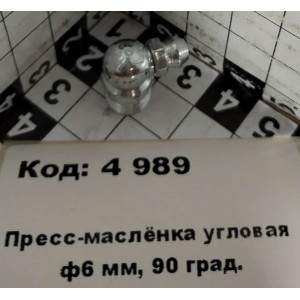 Код: 4 989
Пресс-маслёнка угловая
ф6 мм, 90 град.